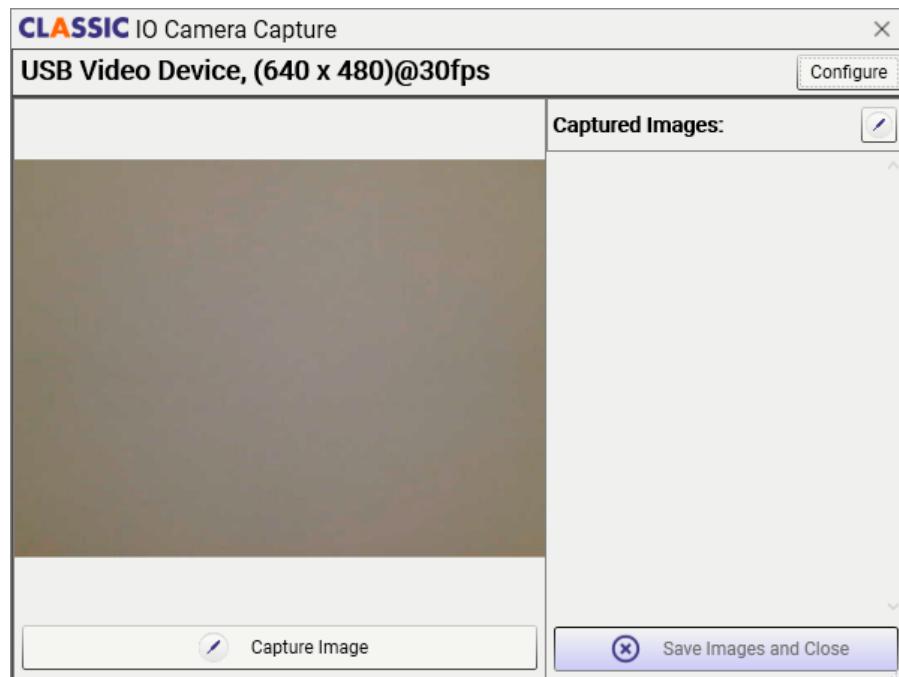 CLASSIC IO Camera Capture
USB Video Device, (640 x 480)@30fps
Configure
Captured Images:
Capture Image
Save Images and Close